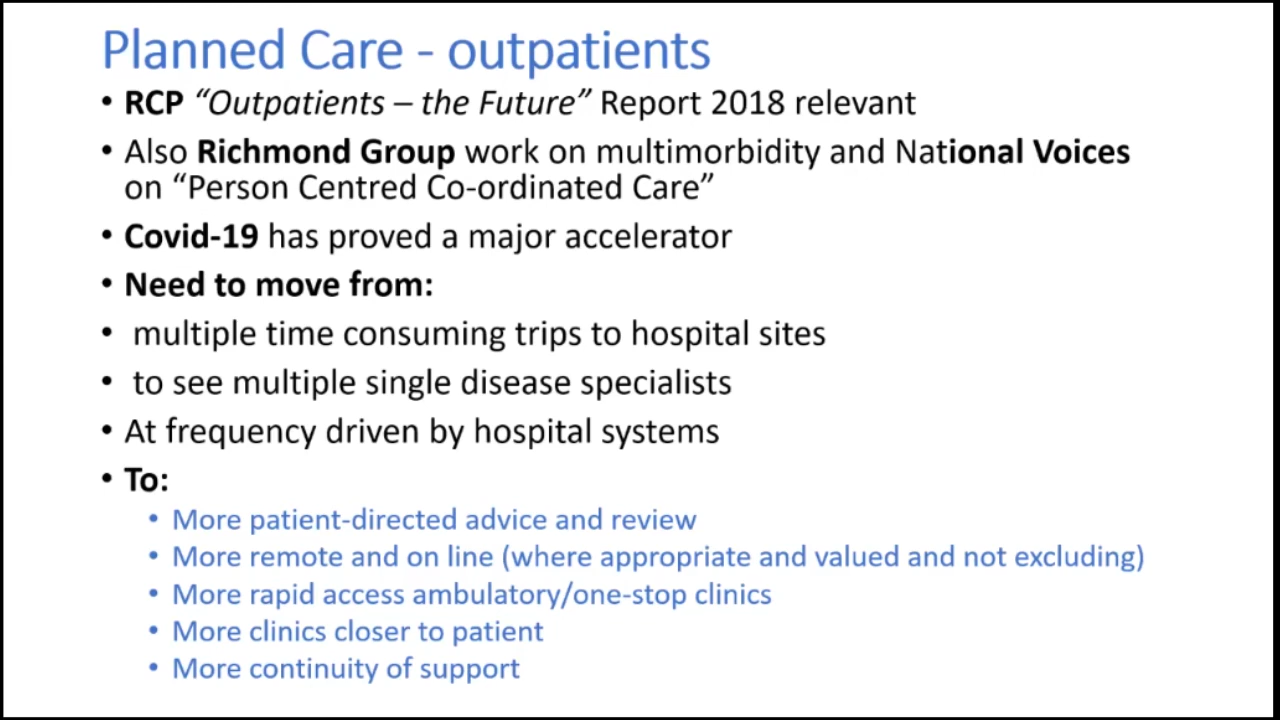 Planned Care - outpatients
• RCP “Outpatients – the Future” Report 2018 relevant
• Also Richmond Group work on multimorbidity and National Voices
on “Person Centred Co-ordinated Care”
• Covid-19 has proved a major accelerator
• Need to move from:
• multiple time consuming trips to hospital sites
• to see multiple single disease specialists
• At frequency driven by hospital systems
• To:
• More patient-directed advice and review
• More remote and on line (where appropriate and valued and not excluding)
• More rapid access ambulatory/one-stop clinics
• More clinics closer to patient
• More continuity of support